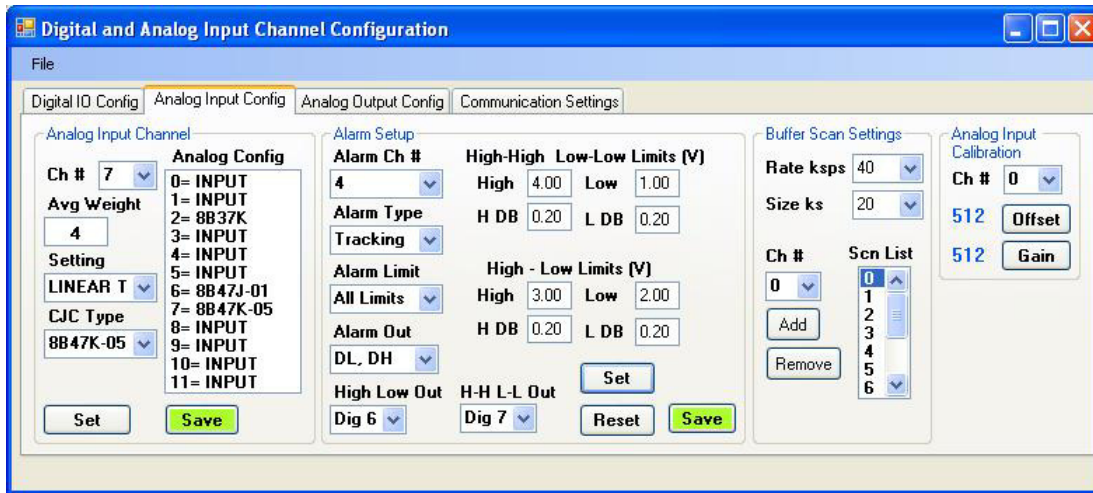 Digital and Analog Input Channel Configuration
File
Digital IO Config Analog Input Config Analog Output Config Communication Settings
Analog Input Channel
Ch # 7
Avg Weight
4
Setting
LINEAR T
CJC Type
8B47K-05
Analog Config
0= INPUT
1= INPUT
2= 8B37K
3= INPUT
4= INPUT
5= INPUT
6= 8B47J-01
7= 8B47K-05
8= INPUT
9= INPUT
10= INPUT
11= INPUT
Set Save
Alarm Setup
Alarm Ch #
4
Alarm Type
Tracking
Alarm Limit
All Limits
Alarm Out
DL, DH
High Low Out
Dig 6
High-High Low-Low Limits (V)
High 4.00 Low 1.00
H DB 0.20 L DB 0.20
High - Low Limits (V)
High 3.00 Low 2.00
H DB 0.20 L DB 0.20
Set
H-H L-L Out
Dig 7
Reset Save
Buffer Scan Settings
Rate ksps 40
Size ks 20
Ch #
0
Add
Remove
Scn List
0
1
2
3
4
5
6
Analog Input
Calibration
Ch # 0
512 Offset
512 Gain